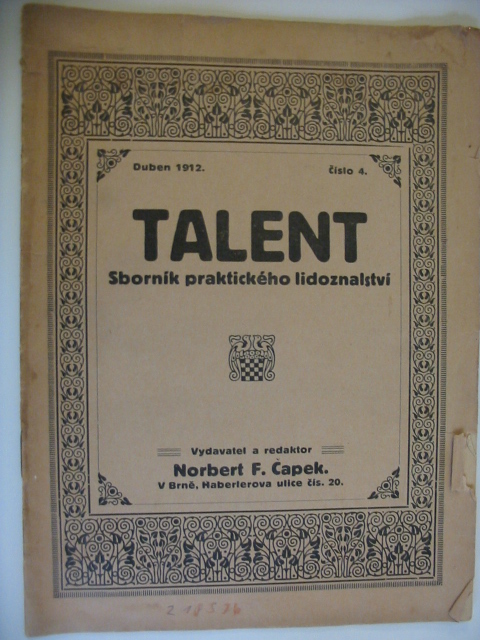 Duben 1912. číslo 4.
TALENT
Sborník praktického lidoznalství
Vydavatel a redaktor
Norbert F. Čapek.
V Brně, Haberlerova ulice čís. 20.